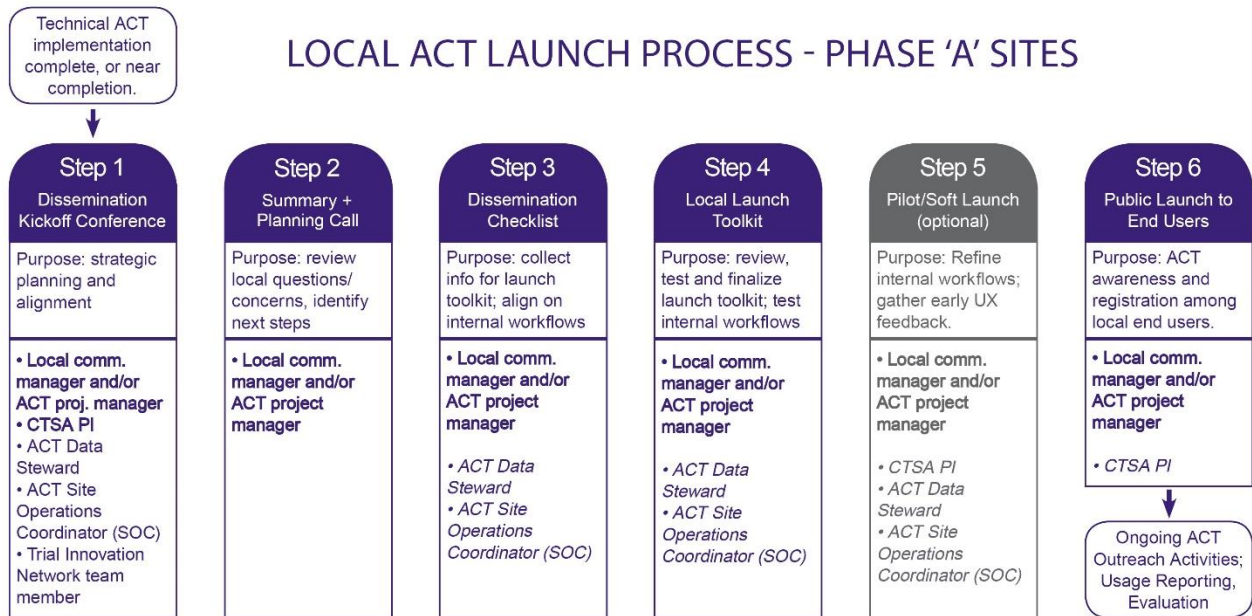 Technical ACT
implementation
complete, or near
completion.
LOCAL ACT LAUNCH PROCESS - PHASE ‘A’ SITES
Step 1
Dissemination
Kickoff Conference
Purpose: strategic
planning and
alignment
• Local comm.
manager and/or
ACT proj. manager
• CTSA PI
• ACT Data
Steward
• ACT Site
Operations
Coordinator (SOC)
• Trial Innovation
Network team
member
Step 2
Summary +
Planning Call
Purpose: review
local questions/
concerns, identify
next steps
• Local comm.
manager and/or
ACT project
manager
Step 3
Dissemination
Checklist
Purpose: collect
info for launch
toolkit; align on
internal workflows
• Local comm.
manager and/or
ACT project
manager
• ACT Data
Steward
• ACT Site
Operations
Coordinator (SOC)
Step 4
Local Launch
Toolkit
Purpose: review,
test and finalize
launch toolkit; test
internal workflows
• Local comm.
manager and/or
ACT project
manager
• ACT Data
Steward
• ACT Site
Operations
Coordinator (SOC)
Step 5
Pilot/Soft Launch
(optional)
Purpose: Refine
internal workflows;
gather early UX
feedback.
• Local comm.
manager and/or
ACT project
manager
• CTSA PI
• ACT Data
Steward
• ACT Site
Operations
Coordinator (SOC)
Step 6
Public Launch to
End Users
Purpose: ACT
awareness and
registration among
local end users.
• Local comm.
manager and/or
ACT project
manager
• CTSA PI
Ongoing ACT
Outreach Activities;
Usage Reporting,
Evaluation